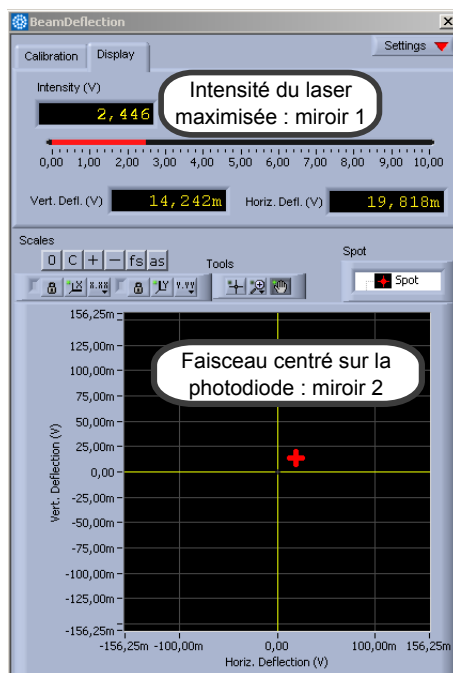 BeamDeflection
Settings
Calibration Display
Intensity (V)
2,446
Intensité du laser
maximisée : miroir 1
0,00 1,00 2,00 3,00 4,00 5,00 6,00 7,00 8,00 9,00 10,00
Vert. Defl. (V) 14,242m Horiz. Defl. (V) 19,818m
Scales
0 C + − fs as
Tools
Spot
X X.XX Y Y.YY
Spot
156,25m
125,00m
100,00m
75,00m
50,00m
25,00m
0,00
-25,00m
-50,00m
-75,00m
-100,00m
-125,00m
-156,25m
Vert. Deflection (V)
Faisceau centré sur la
photodiode : miroir 2
-156,25m -100,00m 0,00 100,00m 156,25m
Horiz. Deflection (V)